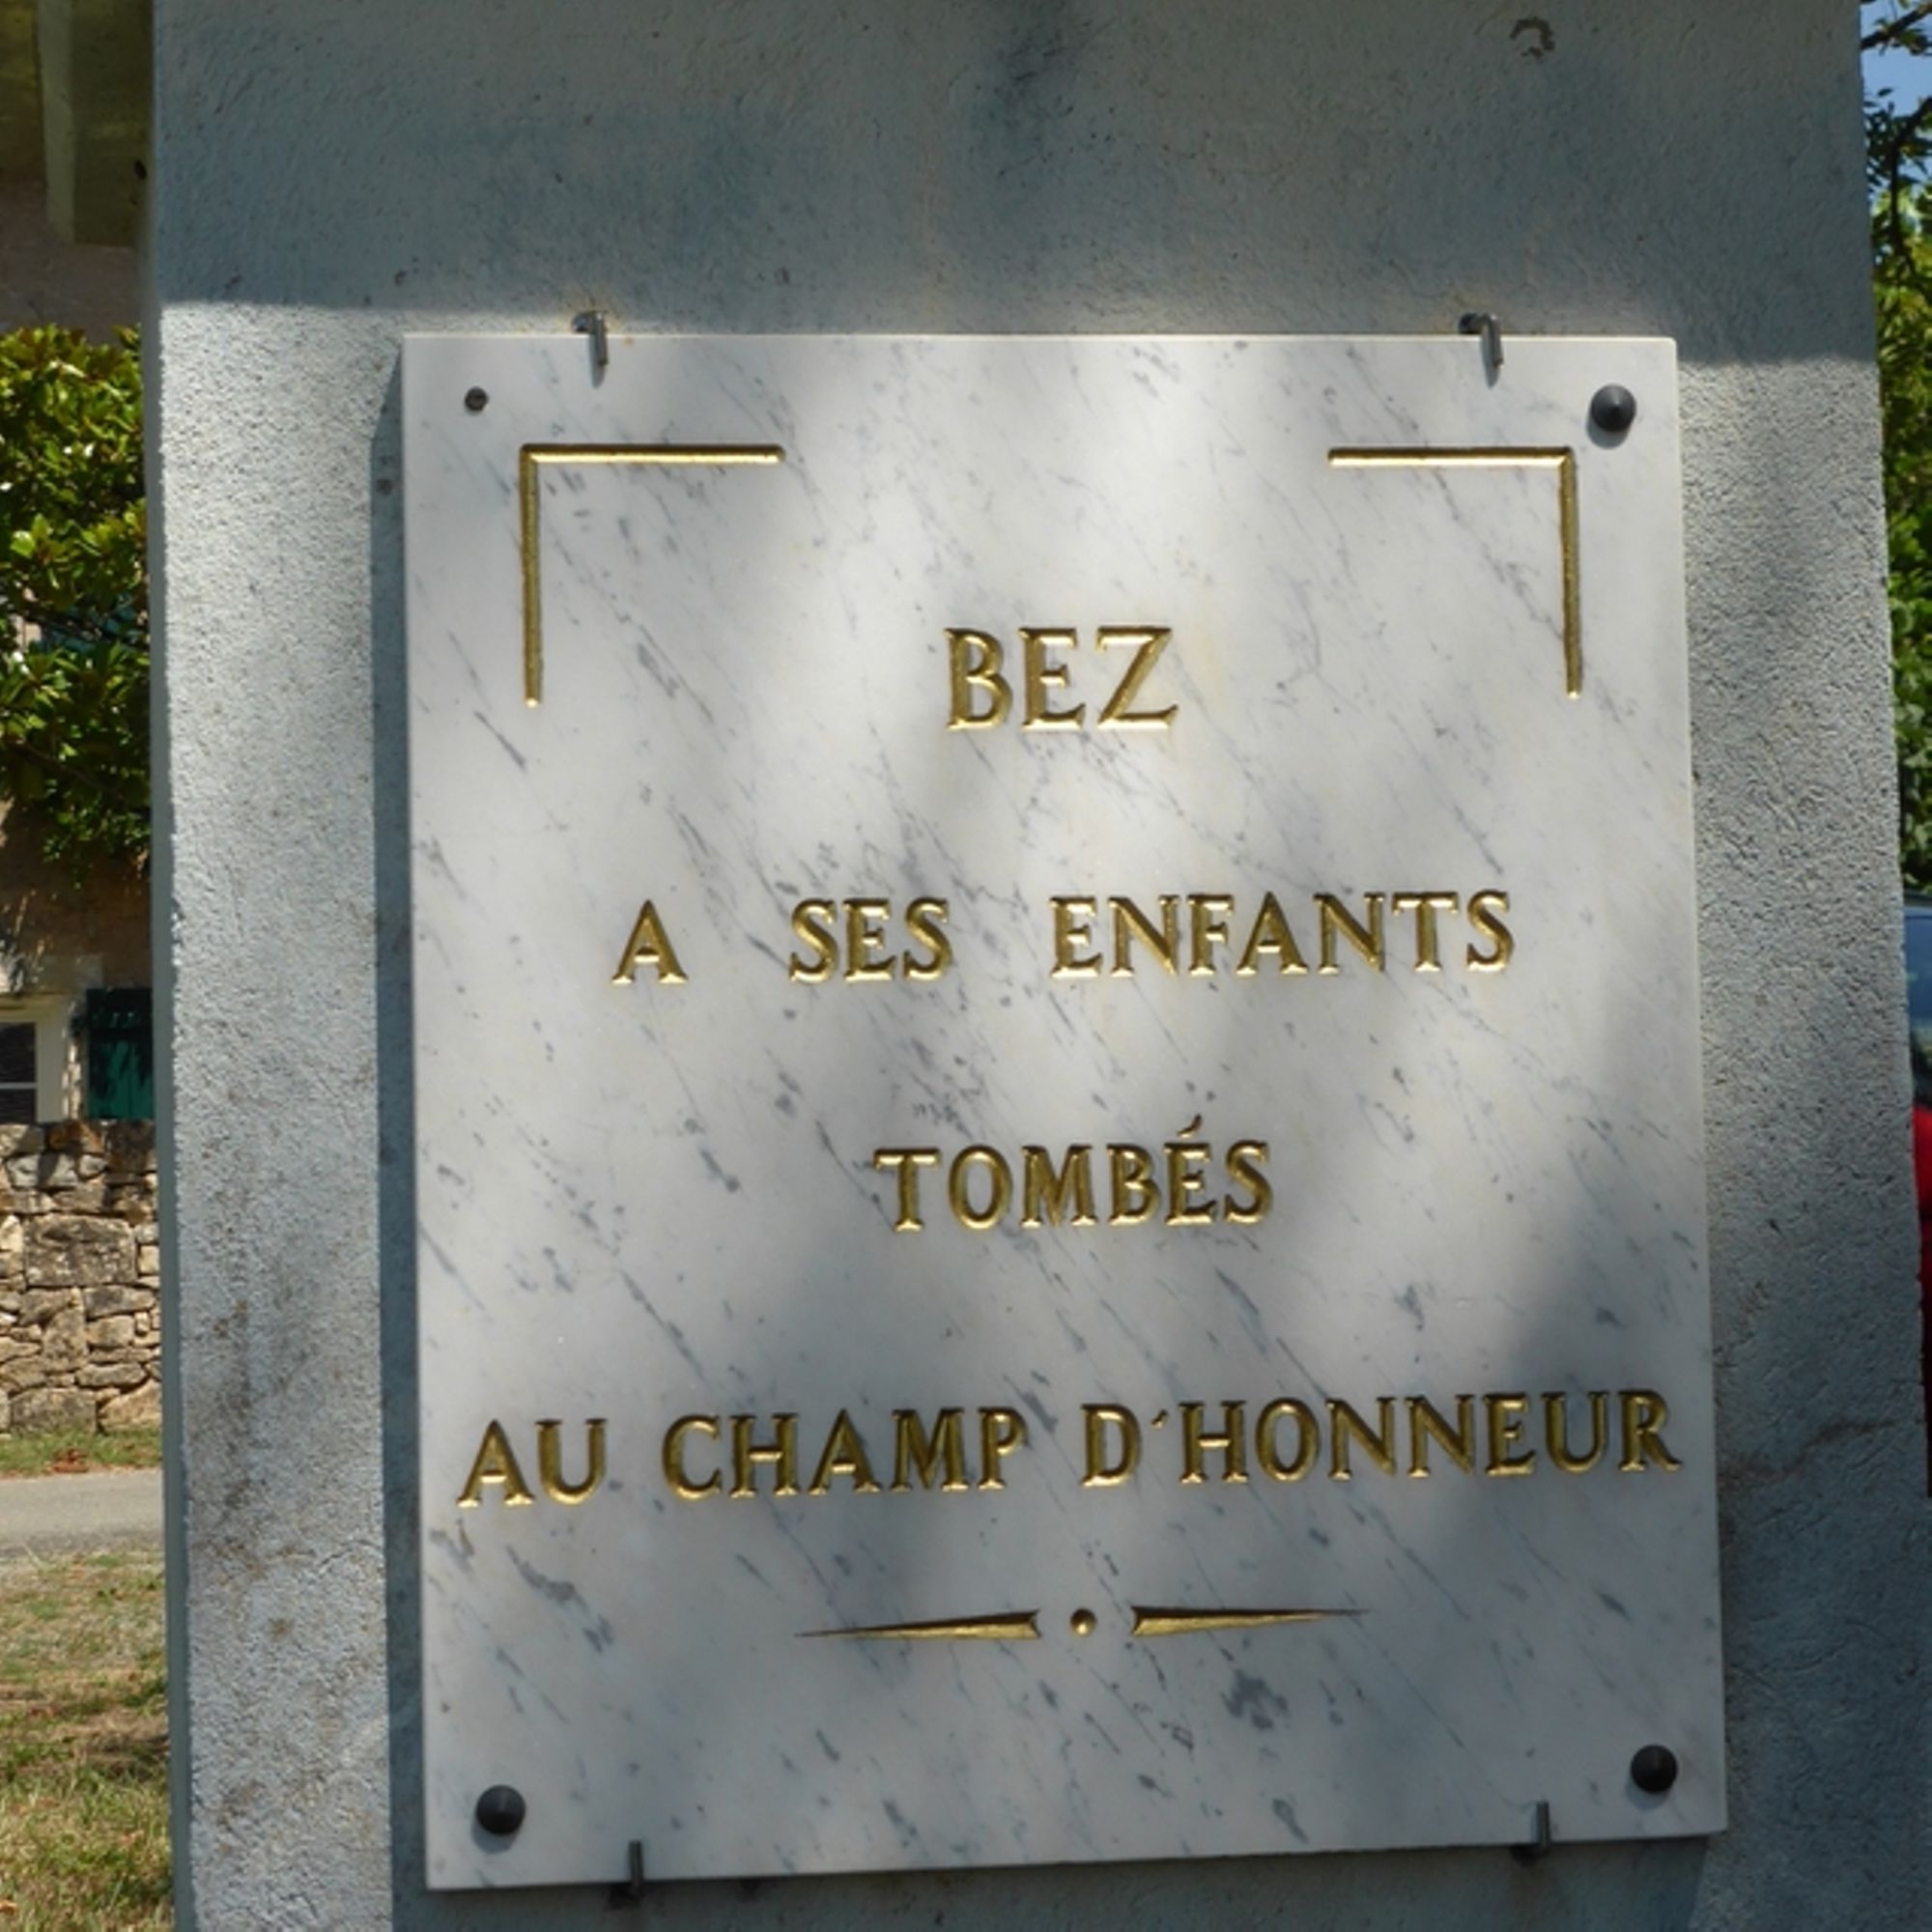 BEZ
A SES ENFANTS
TOMBÉS
AU CHAMP D'HONNEUR